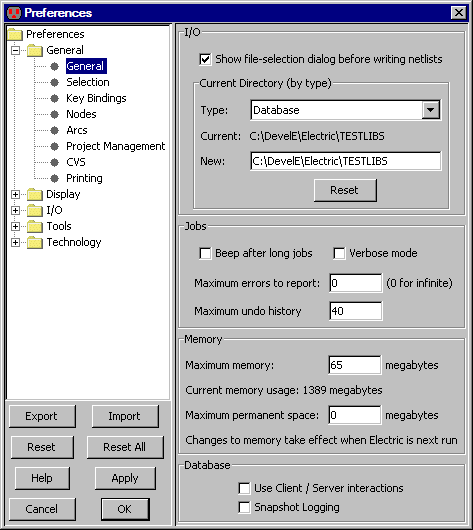 Preferences
Preferences
General
General
Selection
Key Bindings
Nodes
Arcs
Project Management
CVS
Printing
Display
I/O
Tools
Technology
Export Import
Reset Reset All
Help Apply
Cancel OK
I/O
Show file-selection dialog before writing netlists
Current Directory (by type)
Type: Database
Current: C:\DevelE\Electric\TESTLIBS
New: C:\DevelE\Electric\TESTLIBS
Reset
Jobs
Beep after long jobs Verbose mode
Maximum errors to report: 0 (0 for infinite)
Maximum undo history 40
Memory
Maximum memory: 65 megabytes
Current memory usage: 1389 megabytes
Maximum permanent space: 0 megabytes
Changes to memory take effect when Electric is next run
Database
Use Client / Server interactions
Snapshot Logging